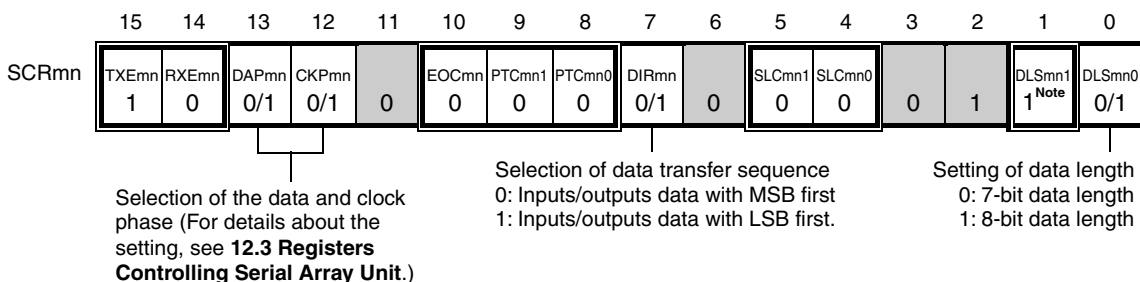 15 14 13 12 11 10 9 8 7 6 5 4 3 2 1 0
SCRmn
TXEmn RXEmn DAPmn CKPmn EOCmn PTCmn1 PTCmn0 DIRmn SLCmn1 SLCmn0 DLSmn1 DLSmn0
1 0 0/1 0/1 0 0 0 0 0/1 0 0 0 0 1 1Note 0/1
Selection of the data and clock
phase (For details about the
setting, see 12.3 Registers
Controlling Serial Array Unit.)
Selection of data transfer sequence
0: Inputs/outputs data with MSB first
1: Inputs/outputs data with LSB first.
Setting of data length
0: 7-bit data length
1: 8-bit data length